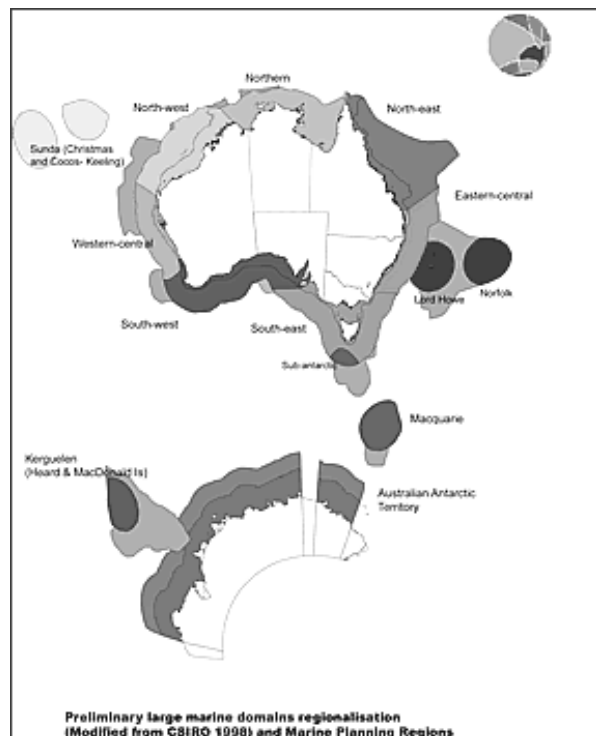 Northern
North-west
North-east
Sunda (Christmas
and Cocos- Keeling)
Eastern-central
Western-central
Lord Howe
Norfolk
South-west
South-east
Sub-antarctic
Macquarie
Kerguelen
(Heard & MacDonald Is)
Australian Antarctic
Territory
Preliminary large marine domains regionalisation
(Modified from CSIRO 1998) and Marine Planning Regions